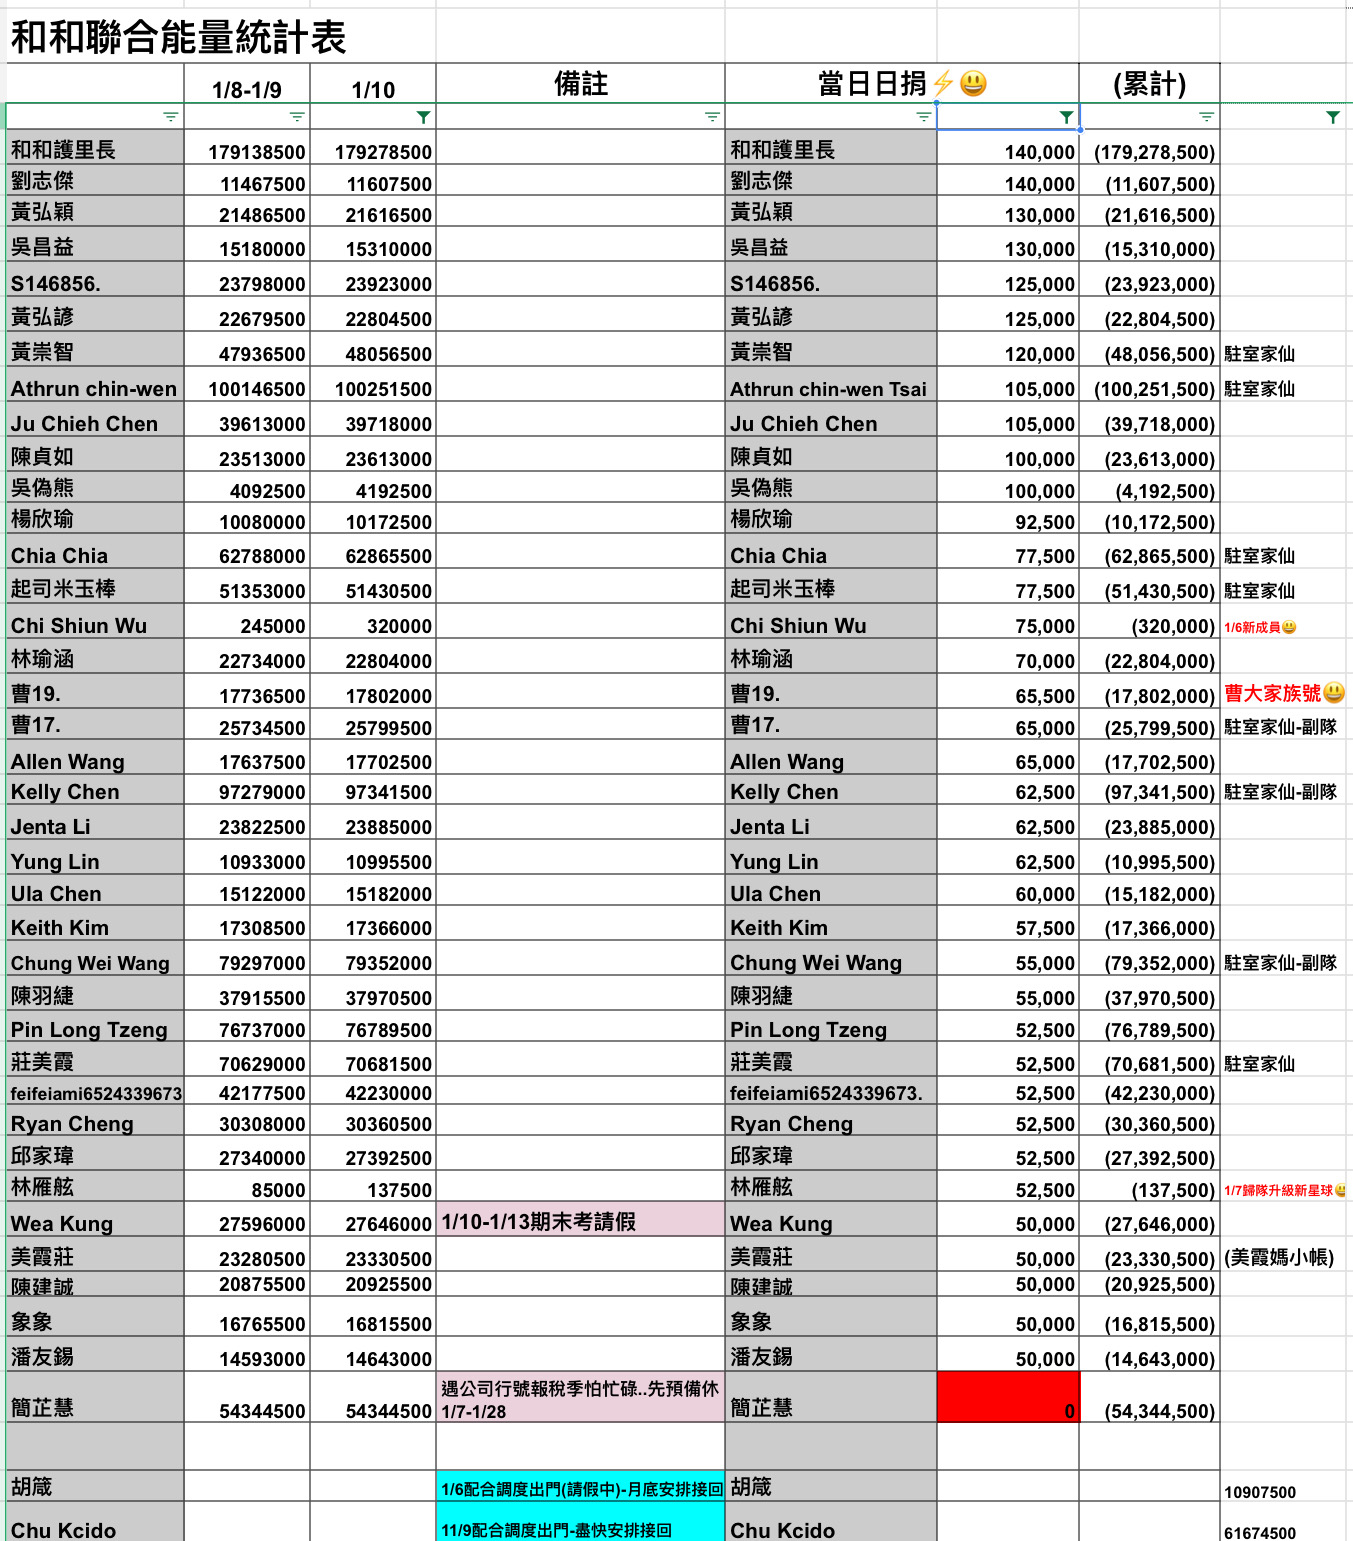 和和聯合能量統計表
1/8-1/9 1/10 備註 當日日捐⚡😃 (累計)
和和護里長 179138500 179278500 和和護里長 140,000 (179,278,500)
劉志傑 11467500 11607500 劉志傑 140,000 (11,607,500)
黃弘穎 21486500 21616500 黃弘穎 130,000 (21,616,500)
吳昌益 15180000 15310000 吳昌益 130,000 (15,310,000)
S146856. 23798000 23923000 S146856. 125,000 (23,923,000)
黃弘諺 22679500 22804500 黃弘諺 125,000 (22,804,500)
黃崇智 47936500 48056500 黃崇智 120,000 (48,056,500) 駐室家仙
Athrun chin-wen 100146500 100251500 Athrun chin-wen Tsai 105,000 (100,251,500) 駐室家仙
Ju Chieh Chen 39613000 39718000 Ju Chieh Chen 105,000 (39,718,000)
陳貞如 23513000 23613000 陳貞如 100,000 (23,613,000)
吳偽熊 4092500 4192500 吳偽熊 100,000 (4,192,500)
楊欣瑜 10080000 10172500 楊欣瑜 92,500 (10,172,500)
Chia Chia 62788000 62865500 Chia Chia 77,500 (62,865,500) 駐室家仙
起司米玉棒 51353000 51430500 起司米玉棒 77,500 (51,430,500) 駐室家仙
Chi Shiun Wu 245000 320000 Chi Shiun Wu 75,000 (320,000) 1/6新成員😃
林瑜涵 22734000 22804000 林瑜涵 70,000 (22,804,000)
曹19. 17736500 17802000 曹19. 65,500 (17,802,000) 曹大家族號😃
曹17. 25734500 25799500 曹17. 65,000 (25,799,500) 駐室家仙-副隊
Allen Wang 17637500 17702500 Allen Wang 65,000 (17,702,500)
Kelly Chen 97279000 97341500 Kelly Chen 62,500 (97,341,500) 駐室家仙-副隊
Jenta Li 23822500 23885000 Jenta Li 62,500 (23,885,000)
Yung Lin 10933000 10995500 Yung Lin 62,500 (10,995,500)
Ula Chen 15122000 15182000 Ula Chen 60,000 (15,182,000)
Keith Kim 17308500 17366000 Keith Kim 57,500 (17,366,000)
Chung Wei Wang 79297000 79352000 Chung Wei Wang 55,000 (79,352,000) 駐室家仙-副隊
陳羽緁 37915500 37970500 陳羽緁 55,000 (37,970,500)
Pin Long Tzeng 76737000 76789500 Pin Long Tzeng 52,500 (76,789,500)
莊美霞 70629000 70681500 莊美霞 52,500 (70,681,500) 駐室家仙
feifeiami6524339673 42177500 42230000 feifeiami6524339673. 52,500 (42,230,000)
Ryan Cheng 30308000 30360500 Ryan Cheng 52,500 (30,360,500)
邱家瑋 27340000 27392500 邱家瑋 52,500 (27,392,500)
林雁舷 85000 137500 林雁舷 52,500 (137,500) 1/7歸隊升級新星球😃
Wea Kung 27596000 27646000 1/10-1/13期末考請假 Wea Kung 50,000 (27,646,000)
美霞莊 23280500 23330500 美霞莊 50,000 (23,330,500) (美霞媽小帳)
陳建誠 20875500 20925500 陳建誠 50,000 (20,925,500)
象象 16765500 16815500 象象 50,000 (16,815,500)
潘友錫 14593000 14643000 潘友錫 50,000 (14,643,000)
遇公司行號報稅季怕忙碌..先預備休
簡芷慧 54344500 54344500 1/7-1/28 簡芷慧 0 (54,344,500)
胡箴 1/6配合調度出門(請假中)-月底安排接回 胡箴 10907500
Chu Kcido 11/9配合調度出門-盡快安排接回 Chu Kcido 61674500